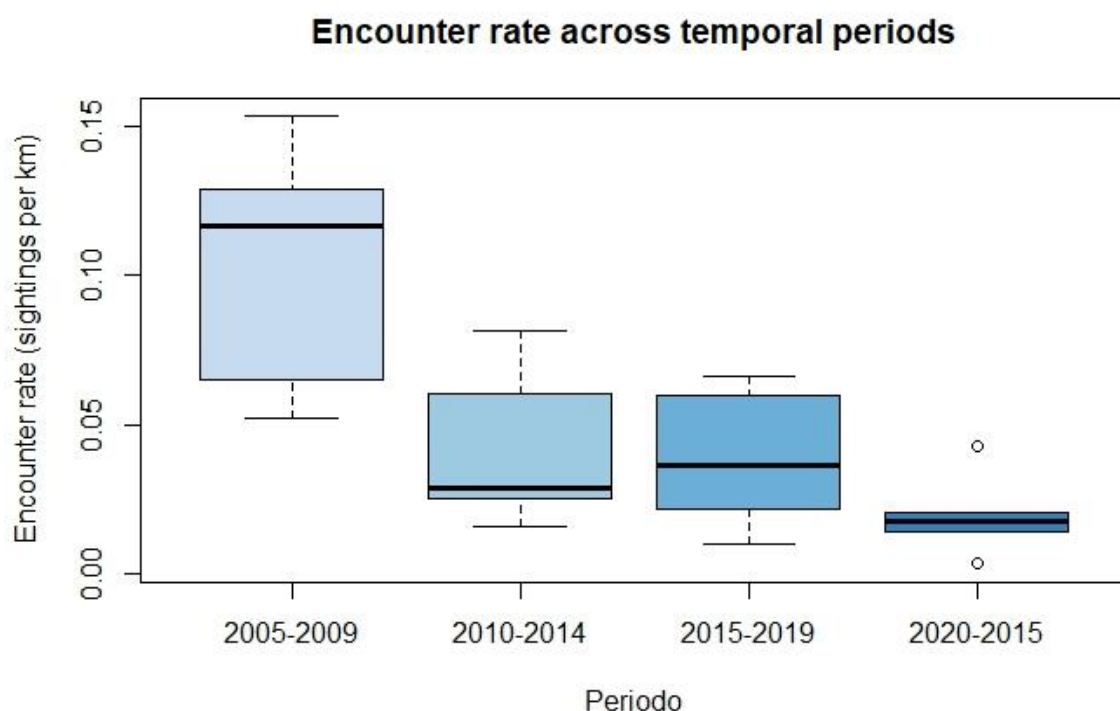 Encounter rate across temporal periods
Encounter rate (sightings per km)
0.15
0.10
0.05
0.00
2005-2009 2010-2014 2015-2019 2020-2015
Periodo